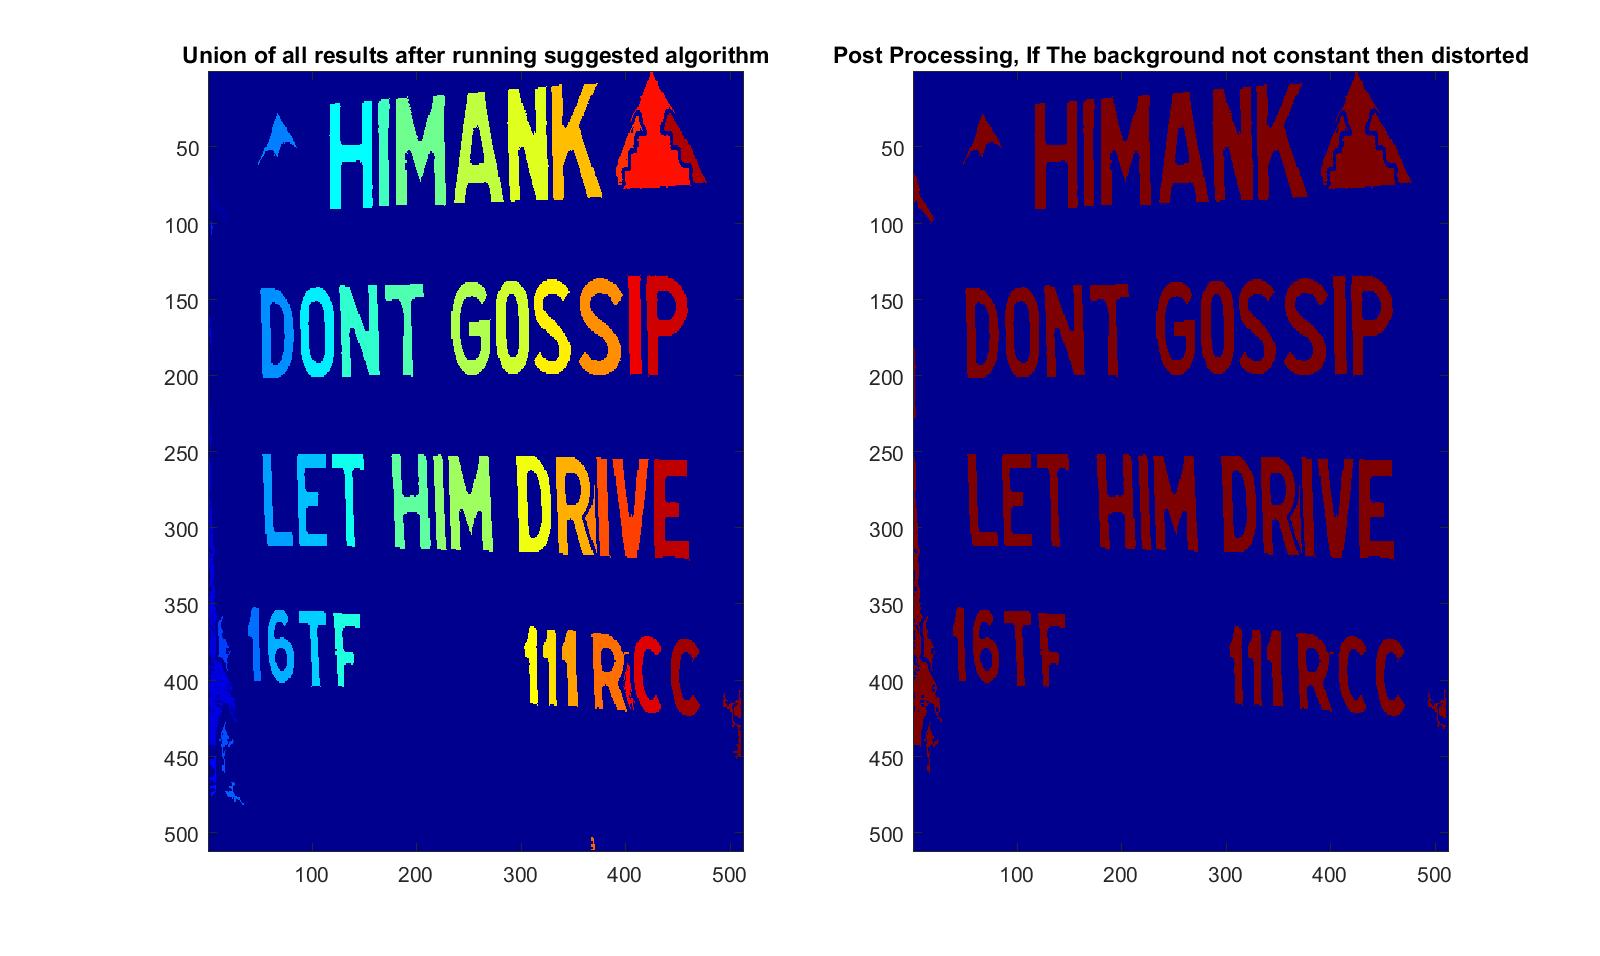 Union of all results after running suggested algorithm
HIMANK
DONT GOSSIP
LET HIM DRIVE
16TF 111 RCC
50
100
150
200
250
300
350
400
450
500
100 200 300 400 500
Post Processing, If The background not constant then distorted
HIMANK
DONT GOSSIP
LET HIM DRIVE
16TF 111 RCC
50
100
150
200
250
300
350
400
450
500
100 200 300 400 500